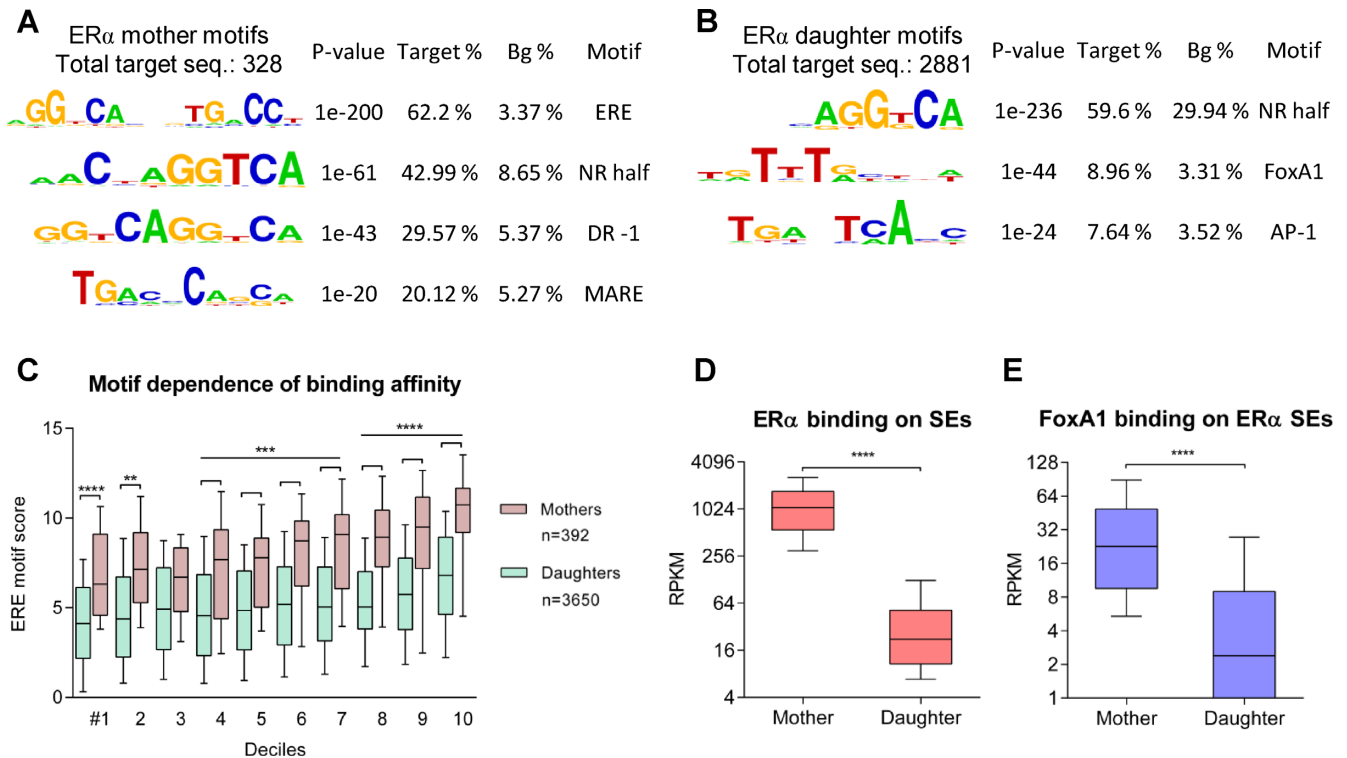 A
ERα mother motifs
Total target seq.: 328
P-value Target % Bg % Motif
1e-200 62.2 % 3.37 % ERE
AAC AGGTCA 1e-61 42.99 % 8.65 % NR half
GGTCAGGTCA 1e-43 29.57 % 5.37 % DR -1
1e-20 20.12 % 5.27 % MARE
B
ERα daughter motifs
Total target seq.: 2881
P-value Target % Bg % Motif
AGGTCA 1e-236 59.6 % 29.94 % NR half
1e-44 8.96 % 3.31 % FoxA1
1e-24 7.64 % 3.52 % AP-1
C
Motif dependence of binding affinity
ERE motif score
15
10
5
0
**** ** *** ****
#1 2 3 4 5 6 7 8 9 10
Deciles
Mothers
n=392
Daughters
n=3650
D
ERα binding on SEs
****
RPKM
4096
1024
256
64
16
4
Mother Daughter
E
FoxA1 binding on ERα SEs
****
RPKM
128
64
32
16
8
4
2
1
Mother Daughter